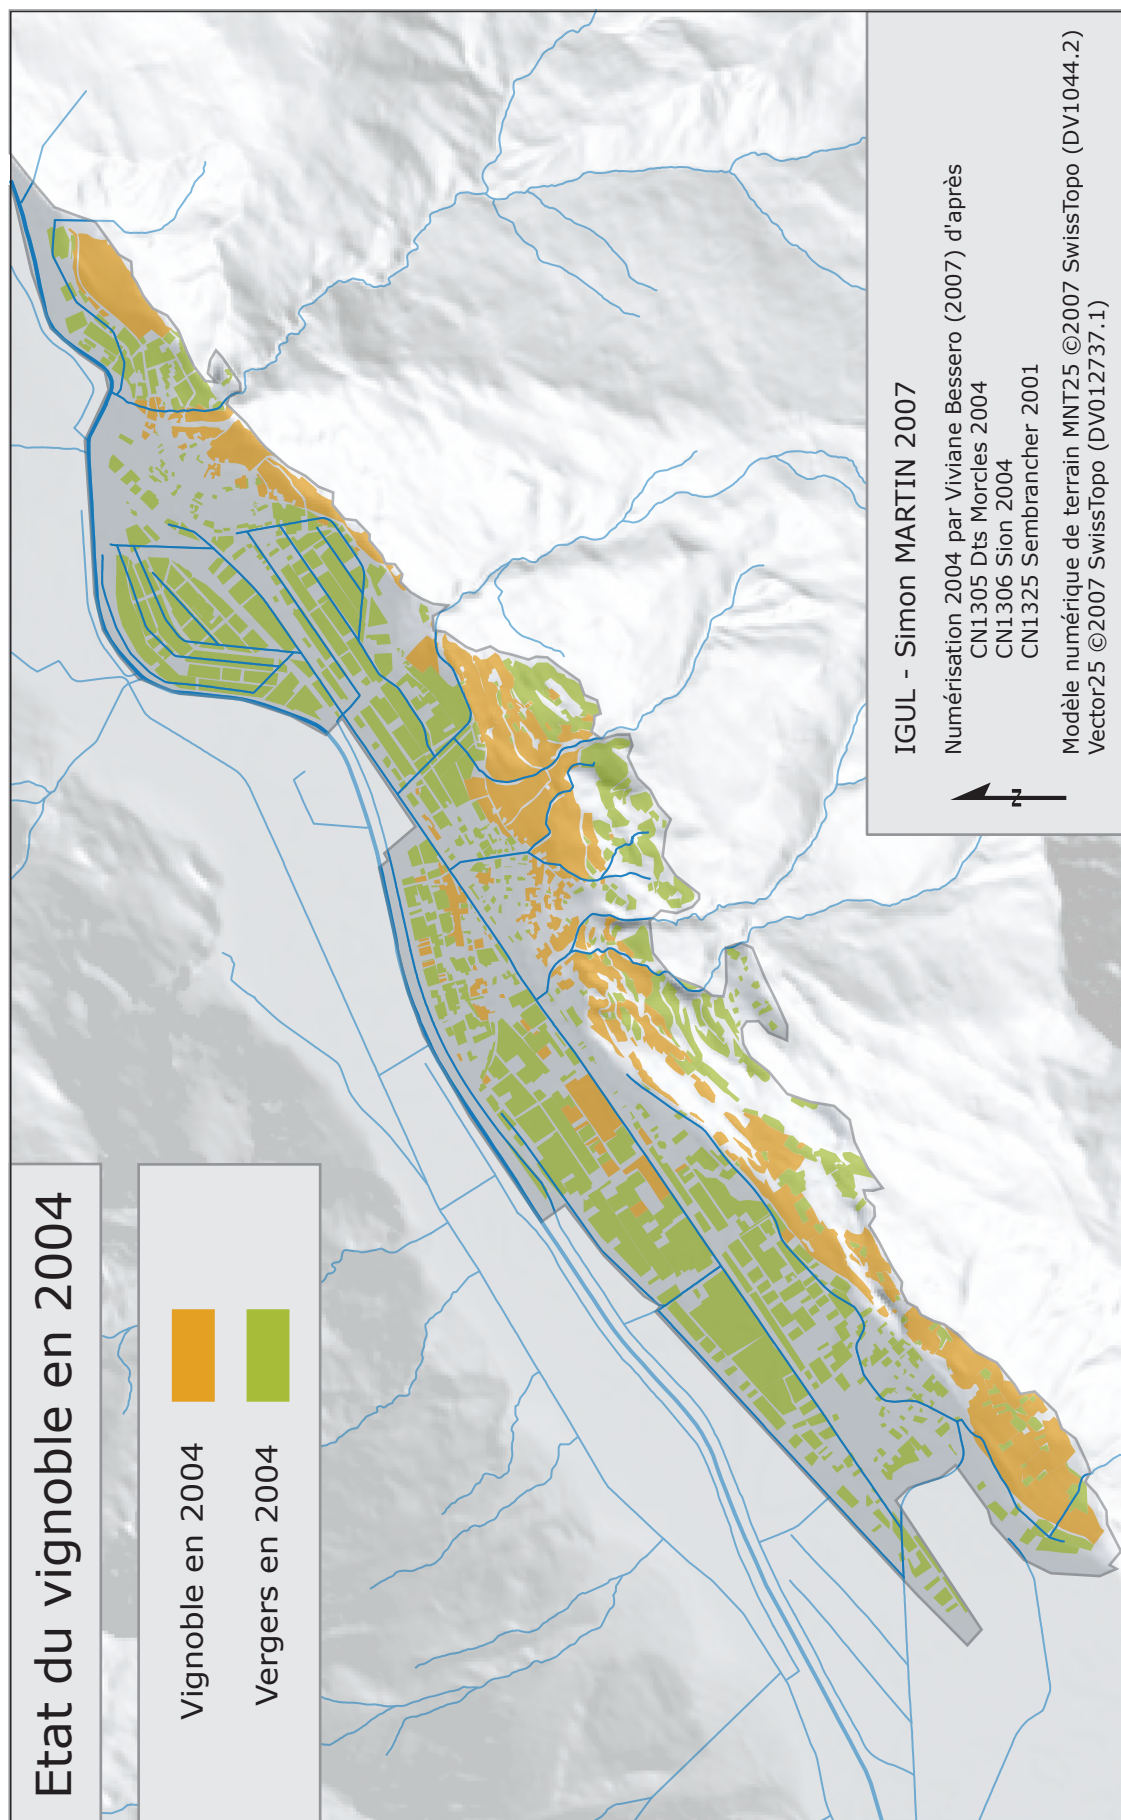 Etat du vignoble en 2004
Vignoble en 2004
Vergers en 2004
N
IGUL - Simon MARTIN 2007
Numérisation 2004 par Viviane Bessero (2007) d'après
CN1305 Dts Morcles 2004
CN1306 Sion 2004
CN1325 Sembrancher 2001
Modèle numérique de terrain MNT25 ©2007 SwissTopo (DV1044.2)
Vector25 ©2007 SwissTopo (DV012737.1)